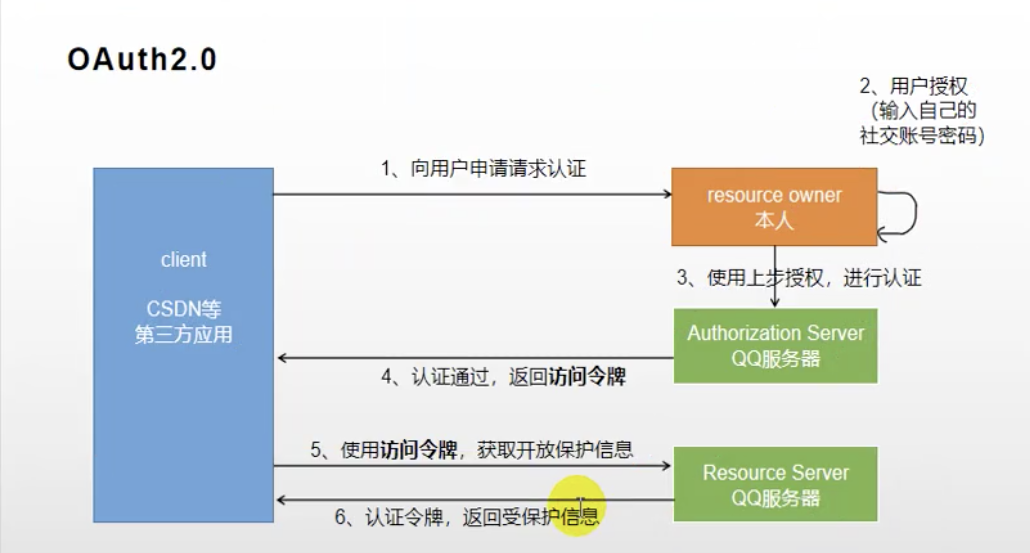 OAuth2.0
2、用户授权
（输入自己的
社交账号密码）
1、向用户申请请求认证
resource owner
本人
client
CSDN等
第三方应用
3、使用上步授权，进行认证
Authorization Server
QQ服务器
4、认证通过，返回访问令牌
5、使用访问令牌，获取开放保护信息
Resource Server
QQ服务器
6、认证令牌，返回受保护信息